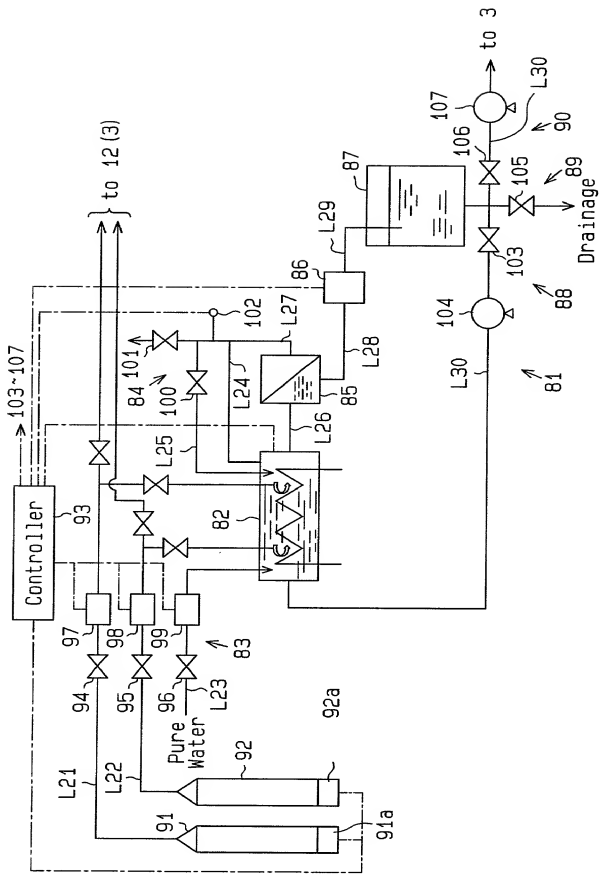 Controller
93
103~107
to 12 (3)
101
102
84
100
L24
L25
L27
86
L29
87
106
107
to 3
L30
90
105
89
Drainage
103
88
104
L30
81
L28
85
L26
82
97
98
99
83
94
95
96
L23
Pure
Water
L21
L22
92a
91
92
91a